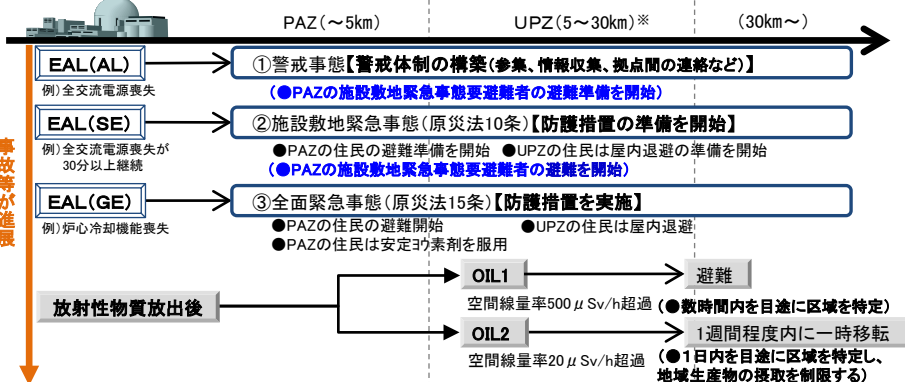 PAZ(～5km)
UPZ(5～30km)※
(30km～)
EAL(AL)
①警戒事態【警戒体制の構築(参集、情報収集、拠点間の連絡など)】
例)全交流電源喪失
(●PAZの施設敷地緊急事態要避難者の避難準備を開始)
EAL(SE)
②施設敷地緊急事態(原災法10条)【防護措置の準備を開始】
例)全交流電源喪失が
30分以上継続
●PAZの住民の避難準備を開始 ●UPZの住民は屋内退避の準備を開始
(●PAZの施設敷地緊急事態要避難者の避難を開始)
EAL(GE)
③全面緊急事態(原災法15条)【防護措置を実施】
例)炉心冷却機能喪失
●PAZの住民の避難開始 ●UPZの住民は屋内退避
●PAZの住民は安定ヨウ素剤を服用
事故等が進展
放射性物質放出後
OIL1
避難
空間線量率500μSv/h超過
(●数時間内を目途に区域を特定)
OIL2
1週間程度内に一時移転
空間線量率20μSv/h超過
(●1日内を目途に区域を特定し、
地域生産物の摂取を制限する)